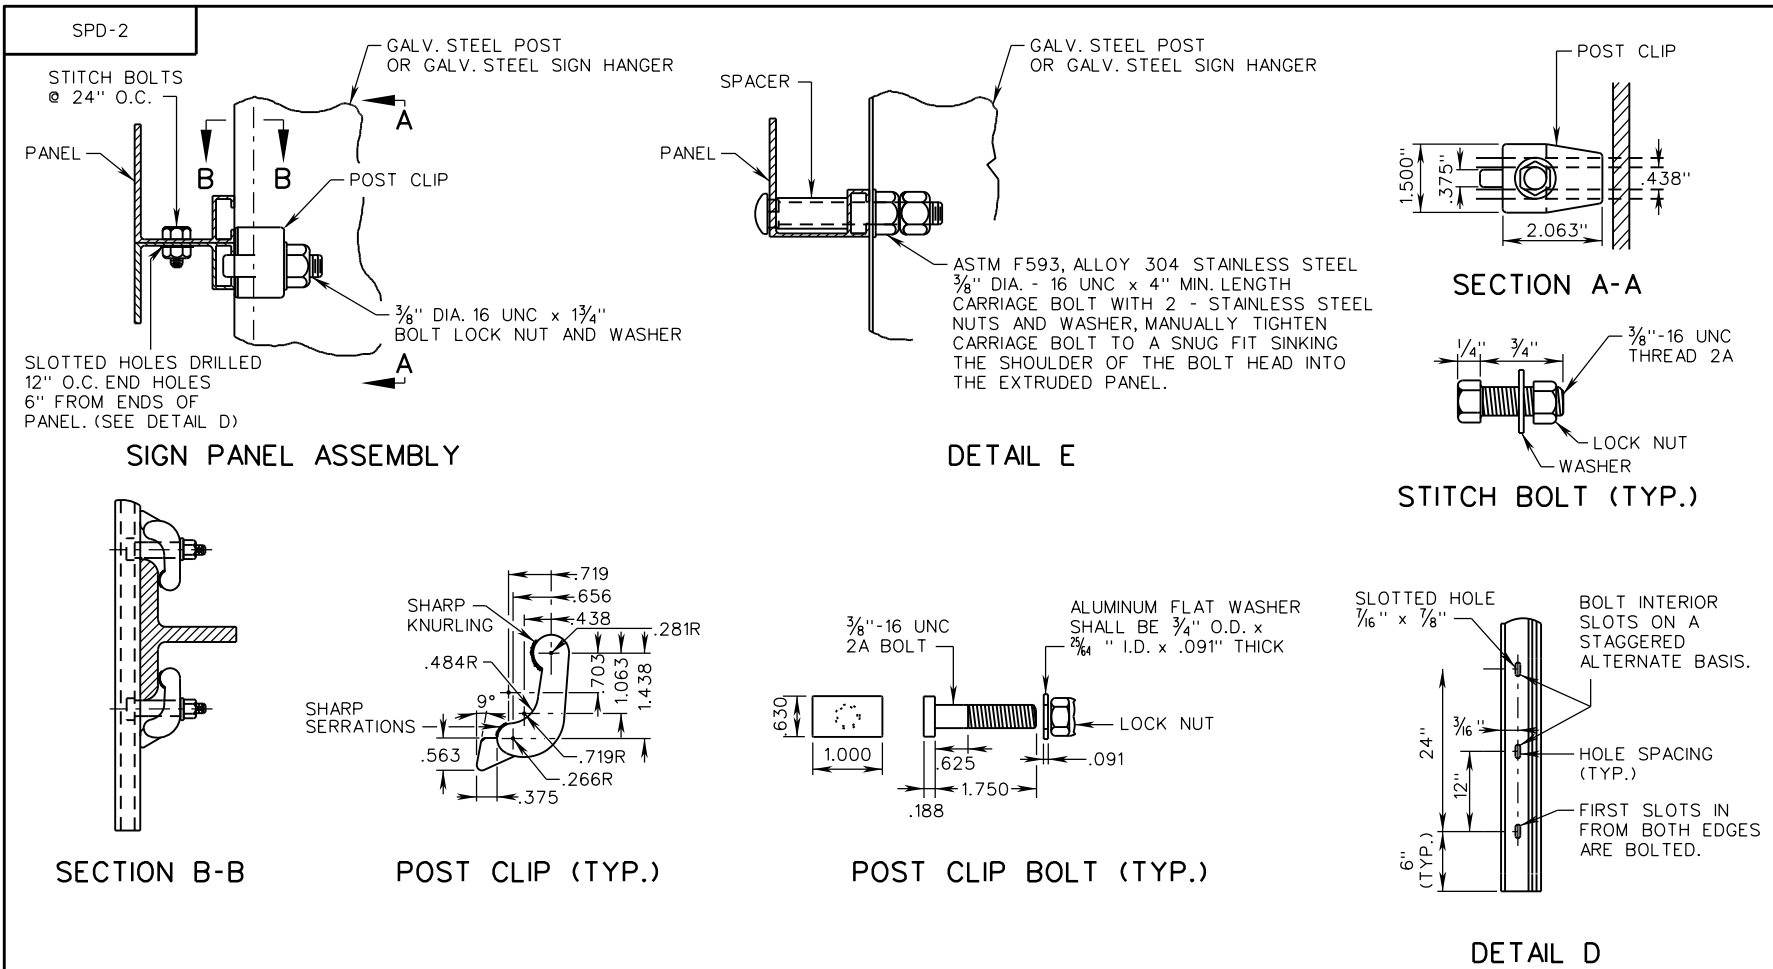 SPD-2
STITCH BOLTS
@ 24" O.C.
GALV. STEEL POST
OR GALV. STEEL SIGN HANGER
A
B
B
PANEL
POST CLIP
3/8" DIA. 16 UNC x 1 3/4"
BOLT LOCK NUT AND WASHER
A
SLOTTED HOLES DRILLED
12" O.C. END HOLES
6" FROM ENDS OF
PANEL. (SEE DETAIL D)
SIGN PANEL ASSEMBLY
GALV. STEEL POST
OR GALV. STEEL SIGN HANGER
SPACER
PANEL
ASTM F593, ALLOY 304 STAINLESS STEEL
3/8" DIA. - 16 UNC x 4" MIN. LENGTH
CARRIAGE BOLT WITH 2 - STAINLESS STEEL
NUTS AND WASHER, MANUALLY TIGHTEN
CARRIAGE BOLT TO A SNUG FIT SINKING
THE SHOULDER OF THE BOLT HEAD INTO
THE EXTRUDED PANEL.
DETAIL E
POST CLIP
1.500"
.375"
.438"
2.063"
SECTION A-A
1/4"
3/4"
3/8"-16 UNC
THREAD 2A
LOCK NUT
WASHER
STITCH BOLT (TYP.)
SECTION B-B
.719
.656
.438
SHARP
KNURLING
.281R
.484R
.703
1.063
1.438
9°
SHARP
SERRATIONS
.563
.719R
.266R
.375
POST CLIP (TYP.)
3/8"-16 UNC
2A BOLT
ALUMINUM FLAT WASHER
SHALL BE 3/4" O.D. x
25/64 " I.D. x .091" THICK
.630
1.000
LOCK NUT
.625
.091
1.750
.188
POST CLIP BOLT (TYP.)
SLOTTED HOLE
7/16" x 7/8"
BOLT INTERIOR
SLOTS ON A
STAGGERED
ALTERNATE BASIS.
3/16"
24"
12"
HOLE SPACING
(TYP.)
FIRST SLOTS IN
FROM BOTH EDGES
ARE BOLTED.
6"
(TYP.)
DETAIL D